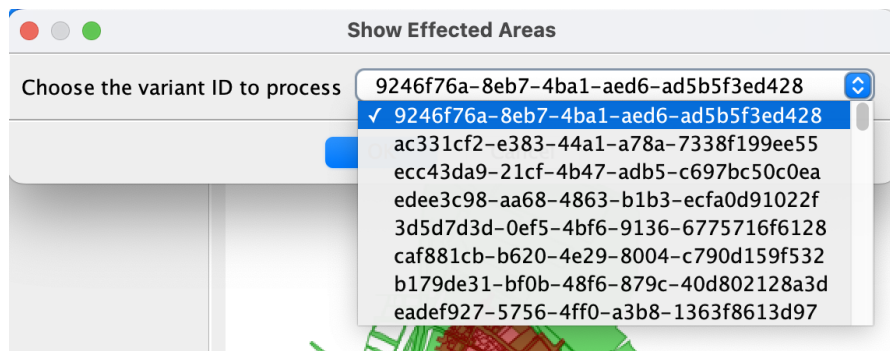 Show Effected Areas
Choose the variant ID to process
9246f76a-8eb7-4ba1-aed6-ad5b5f3ed428
✓ 9246f76a-8eb7-4ba1-aed6-ad5b5f3ed428
ac331cf2-e383-44a1-a78a-7338f199ee55
ecc43da9-21cf-4b47-adb5-c697bc50c0ea
edee3c98-aa68-4863-b1b3-ecfa0d91022f
3d5d7d3d-0ef5-4bf6-9136-6775716f6128
caf881cb-b620-4e29-8004-c790d159f532
b179de31-bf0b-48f6-879c-40d802128a3d
eadef927-5756-4ff0-a3b8-1363f8613d97